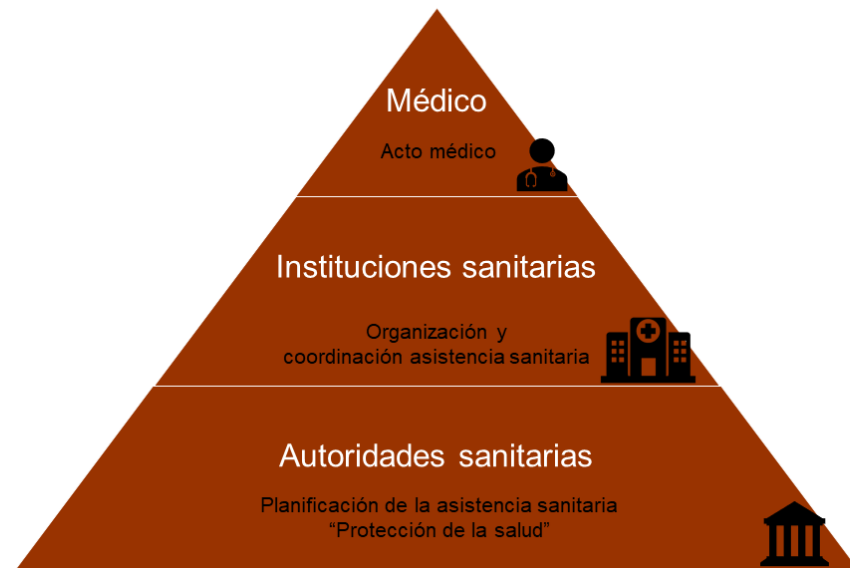 Médico
Acto médico
Instituciones sanitarias
Organización y
coordinación asistencia sanitaria
Autoridades sanitarias
Planificación de la asistencia sanitaria
“Protección de la salud”